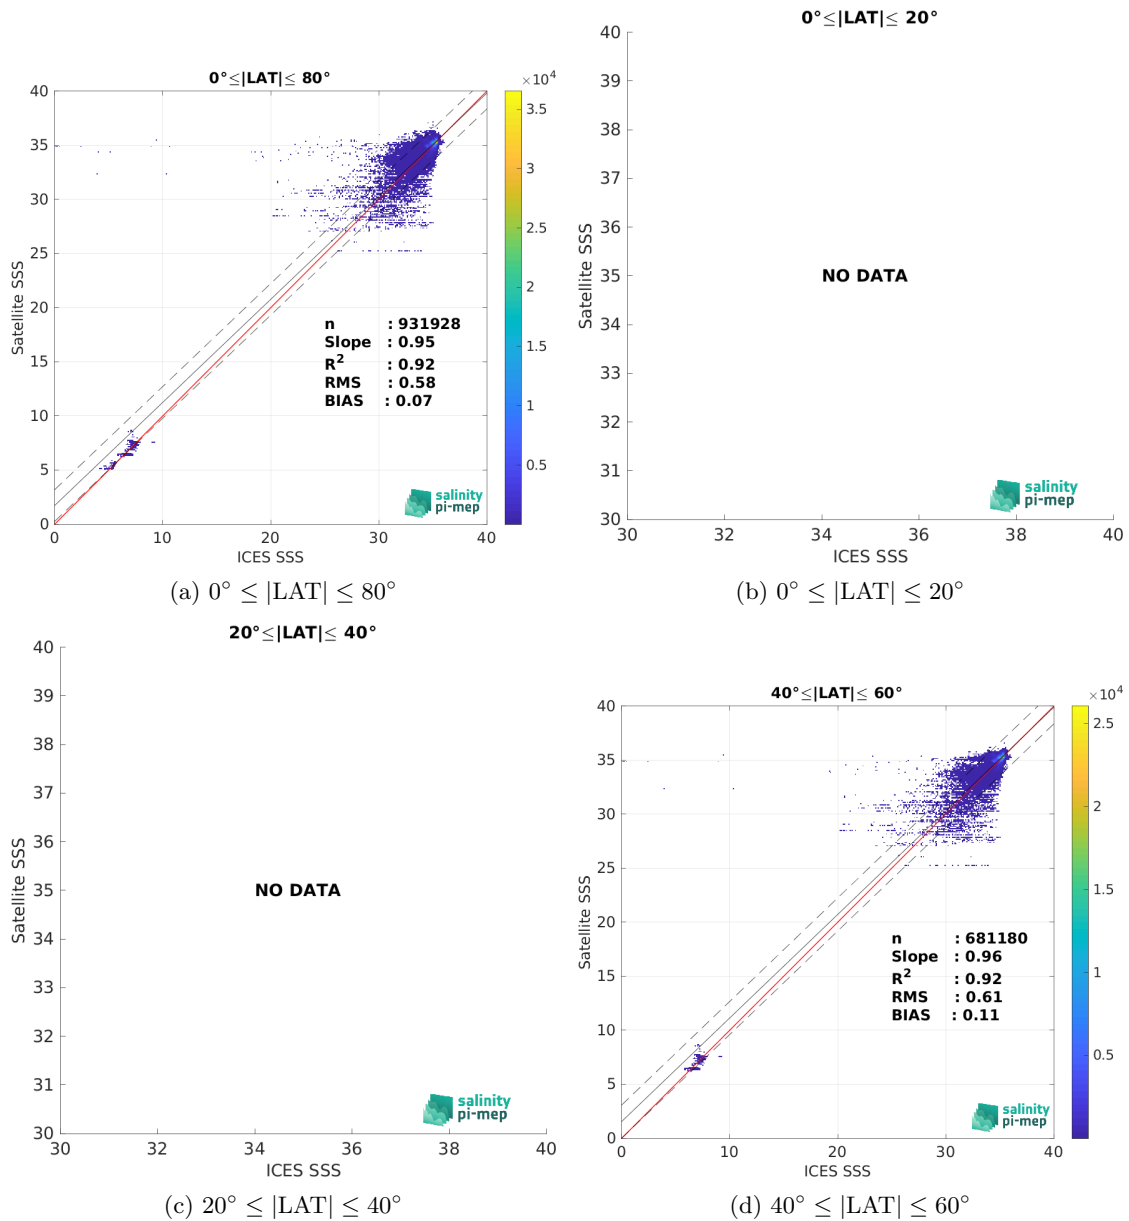 0°≤|LAT|≤ 80°
×10⁴
Satellite SSS
40
35
30
25
20
15
10
5
0
0
10
20
30
40
ICES SSS
3.5
3
2.5
2
1.5
1
0.5
n : 931928
Slope : 0.95
R² : 0.92
RMS : 0.58
BIAS : 0.07
salinity
pi-mep
(a) 0° ≤ |LAT| ≤ 80°
0°≤|LAT|≤ 20°
Satellite SSS
40
39
38
37
36
35
34
33
32
31
30
30
32
34
36
38
40
ICES SSS
NO DATA
salinity
pi-mep
(b) 0° ≤ |LAT| ≤ 20°
20°≤|LAT|≤ 40°
Satellite SSS
40
39
38
37
36
35
34
33
32
31
30
30
32
34
36
38
40
ICES SSS
NO DATA
salinity
pi-mep
(c) 20° ≤ |LAT| ≤ 40°
40°≤|LAT|≤ 60°
×10⁴
Satellite SSS
40
35
30
25
20
15
10
5
0
0
10
20
30
40
ICES SSS
2.5
2
1.5
1
0.5
n : 681180
Slope : 0.96
R² : 0.92
RMS : 0.61
BIAS : 0.11
salinity
pi-mep
(d) 40° ≤ |LAT| ≤ 60°